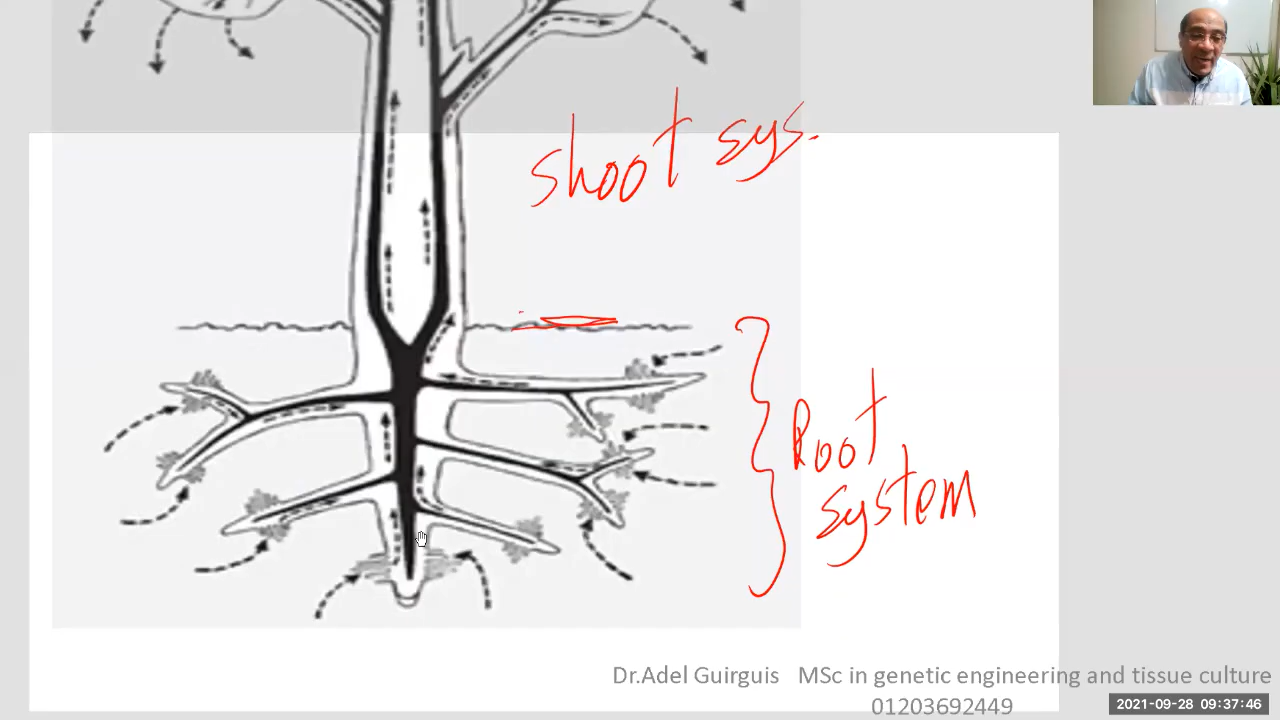 shoot sys.
Root
system
Dr.Adel Guirguis MSc in genetic engineering and tissue culture
01203692449
2021-09-28 09:37:46